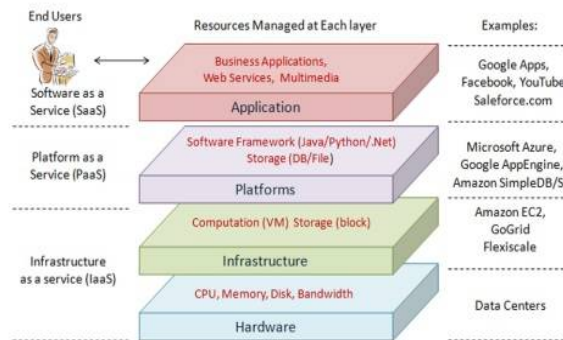 End Users
Resources Managed at Each layer
Examples:
Business Applications,
Web Services, Multimedia
Application
Software as a
Service (SaaS)
Google Apps,
Facebook, YouTube
Saleforce.com
Software Framework (Java/Python/.Net)
Storage (DB/File)
Platforms
Platform as a
Service (PaaS)
Microsoft Azure,
Google AppEngine,
Amazon SimpleDB/S
Computation (VM) Storage (block)
Infrastructure
Amazon EC2,
GoGrid
Flexiscale
Infrastructure
as a service (IaaS)
CPU, Memory, Disk, Bandwidth
Hardware
Data Centers